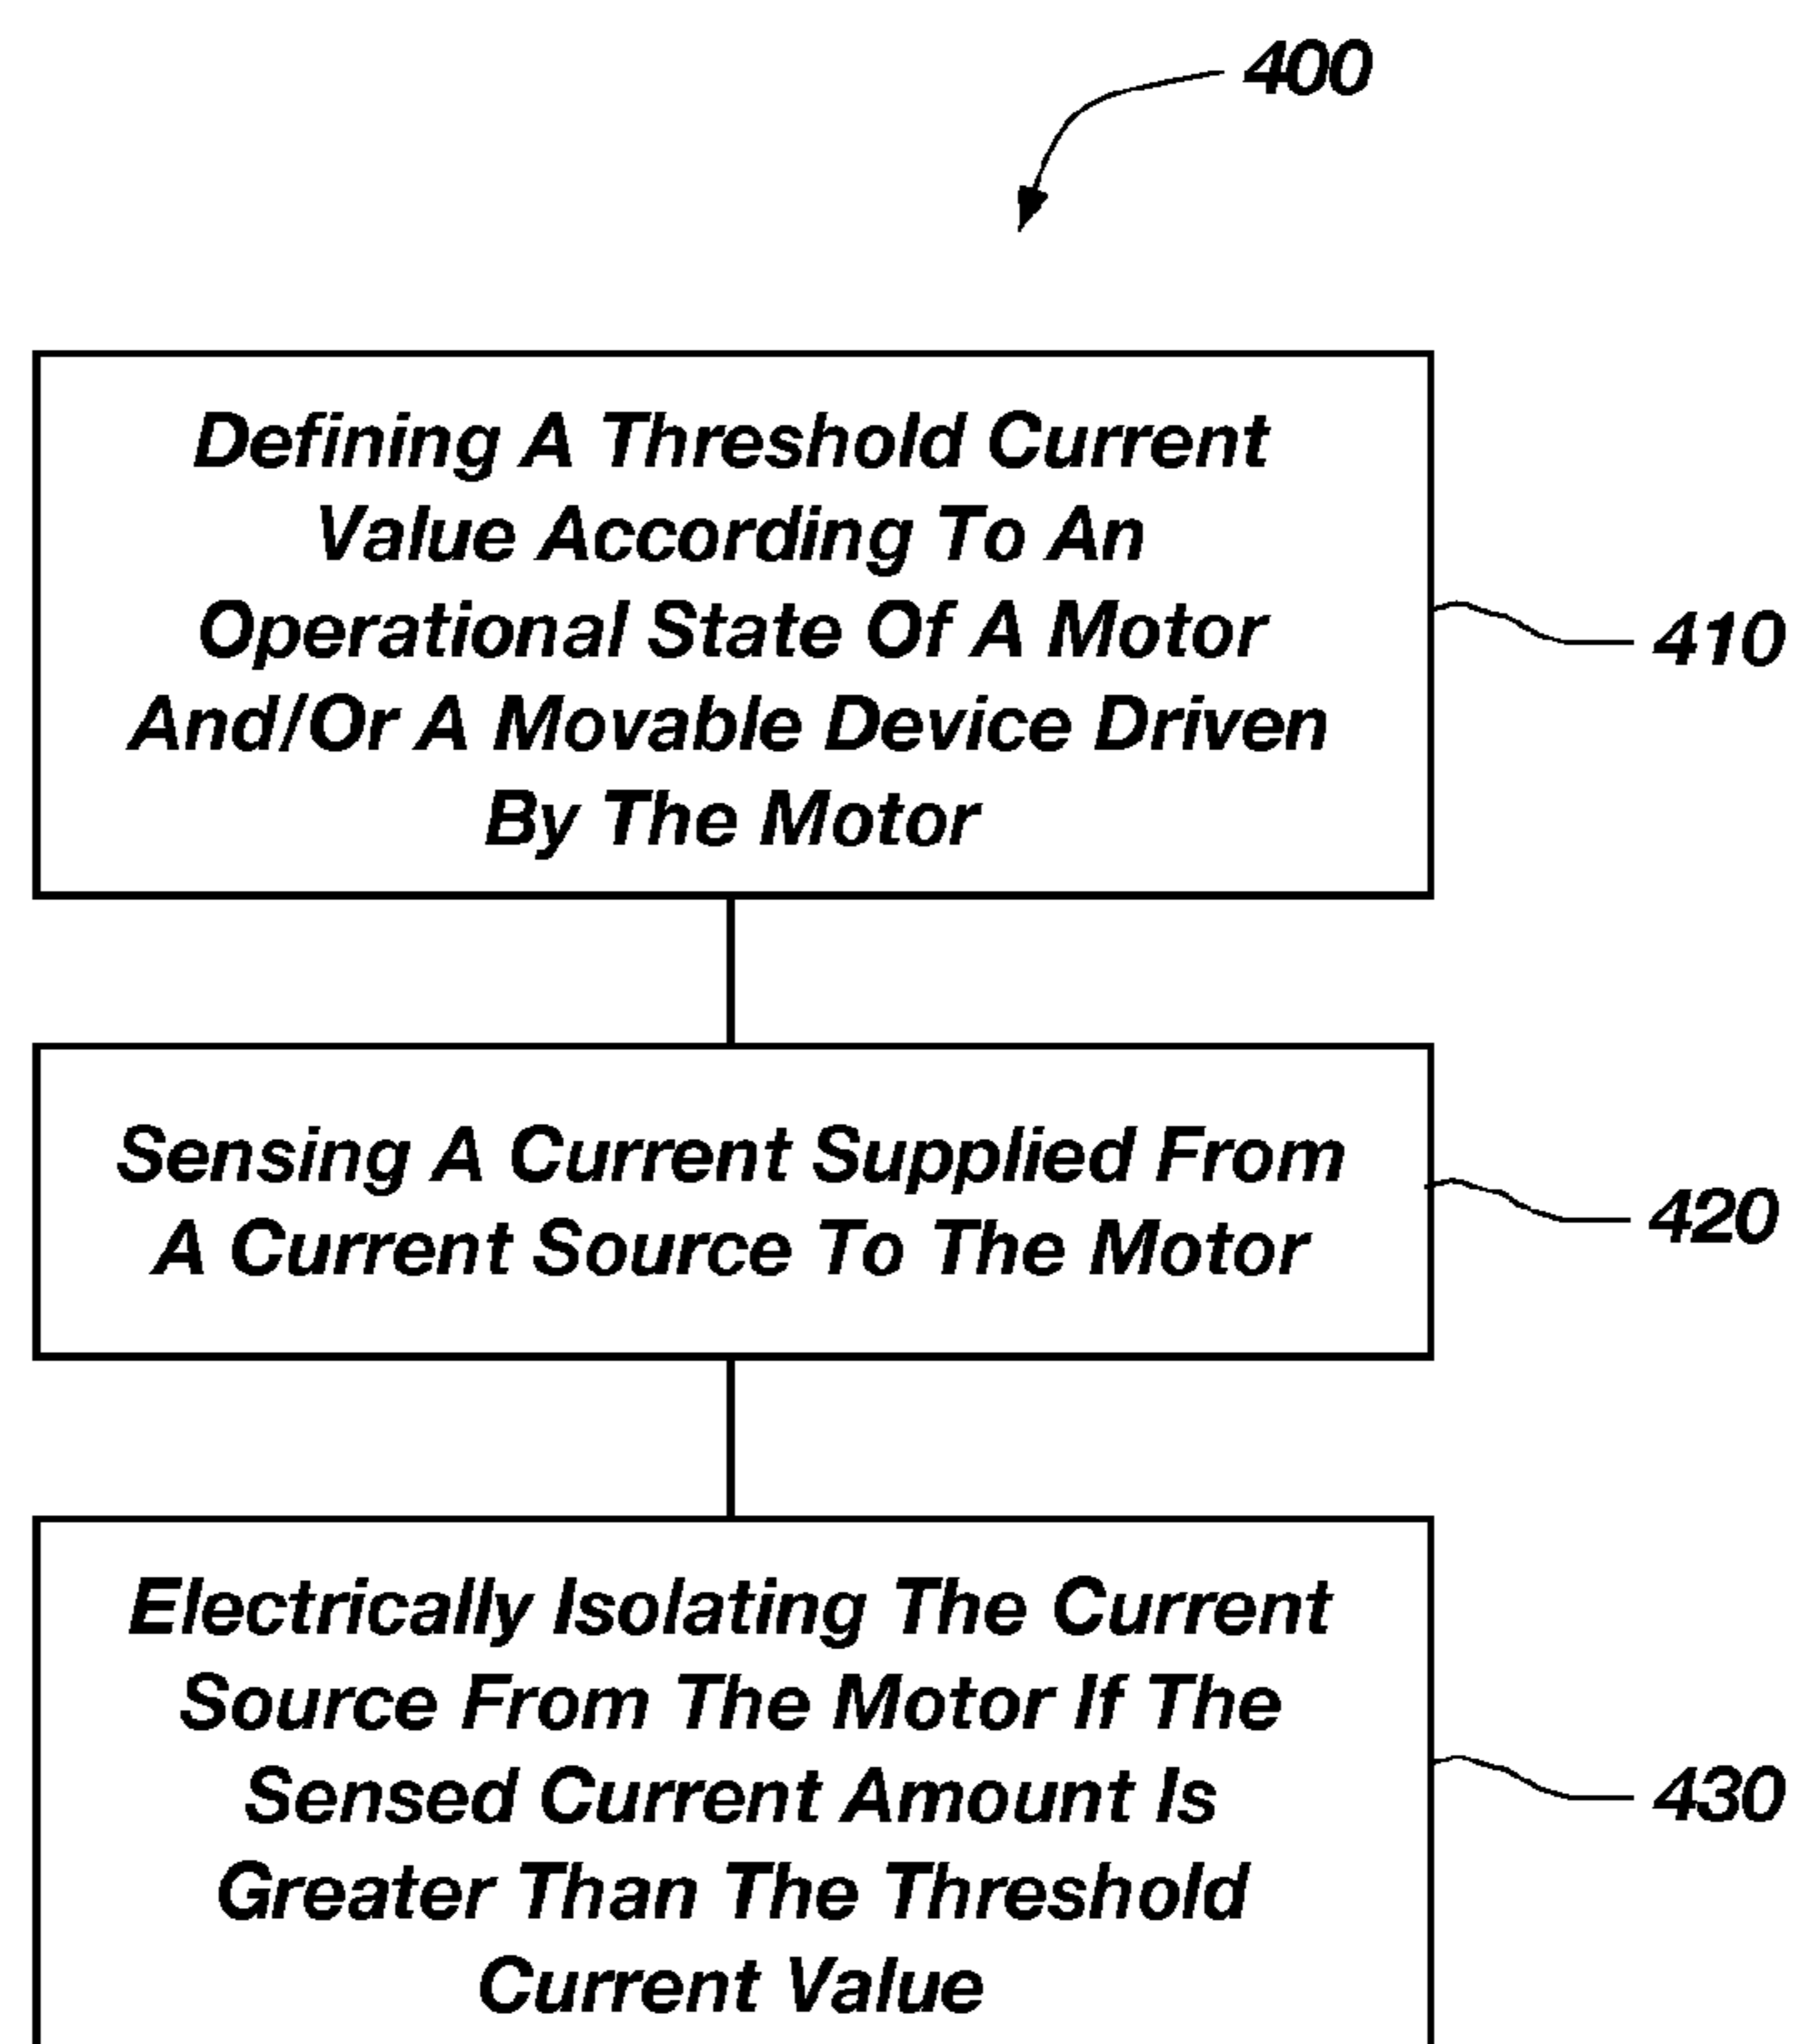 400
Defining A Threshold Current
Value According To An
Operational State Of A Motor
And/Or A Movable Device Driven
By The Motor
410
Sensing A Current Supplied From
A Current Source To The Motor
420
Electrically Isolating The Current
Source From The Motor If The
Sensed Current Amount Is
Greater Than The Threshold
Current Value
430